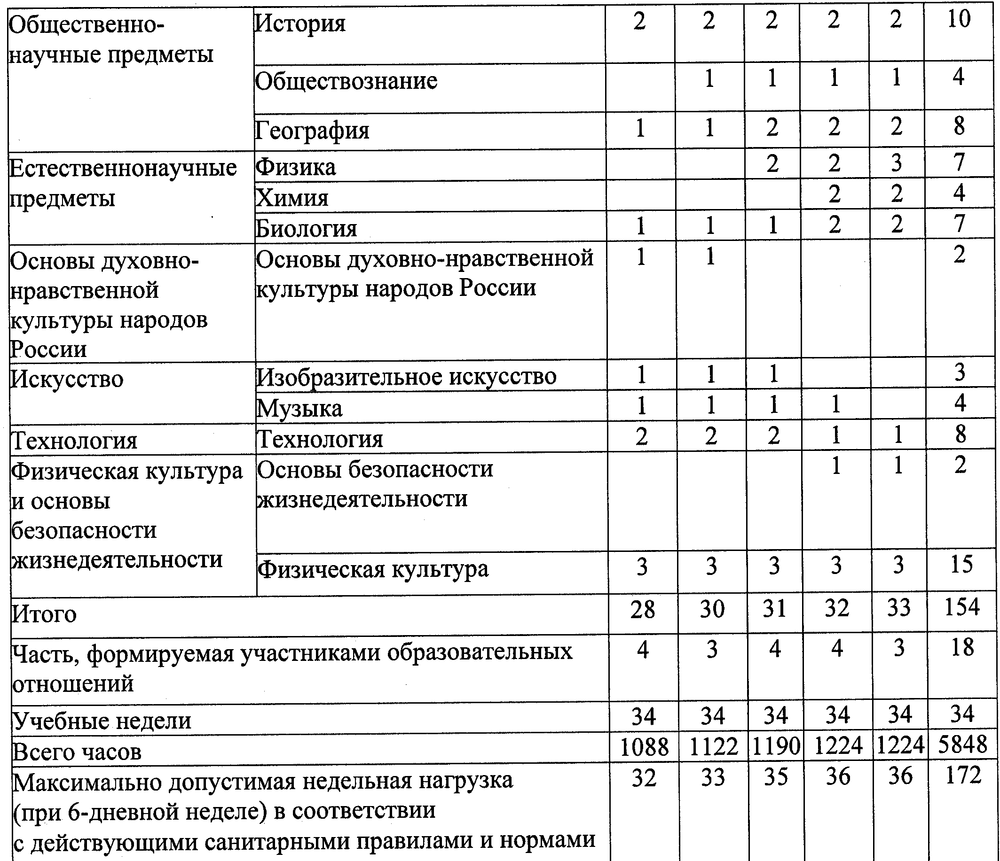 Общественно- История 2 2 2 2 2 10
научные предметы
Обществознание 1 1 1 1 4
География 1 1 2 2 2 8
Естественнонаучные Физика 2 2 3 7
предметы Химия 2 2 4
Биология 1 1 1 2 2 7
Основы духовно- Основы духовно-нравственной 1 1 2
нравственной культуры народов России
культуры народов
России
Искусство Изобразительное искусство 1 1 1 3
Музыка 1 1 1 1 4
Технология Технология 2 2 2 1 1 8
Физическая культура Основы безопасности 1 1 2
и основы жизнедеятельности
безопасности
жизнедеятельности Физическая культура 3 3 3 3 3 15
Итого 28 30 31 32 33 154
Часть, формируемая участниками образовательных 4 3 4 4 3 18
отношений
Учебные недели 34 34 34 34 34 34
Всего часов 1088 1122 1190 1224 1224 5848
Максимально допустимая недельная нагрузка 32 33 35 36 36 172
(при 6-дневной неделе) в соответствии
с действующими санитарными правилами и нормами